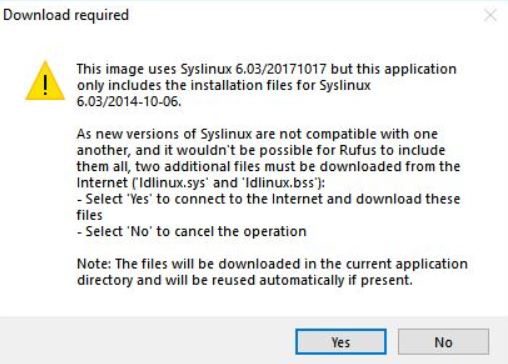 Download required
This image uses Syslinux 6.03/20171017 but this application
only includes the installation files for Syslinux
6.03/2014-10-06.
As new versions of Syslinux are not compatible with one
another, and it wouldn't be possible for Rufus to include
them all, two additional files must be downloaded from the
Internet ('ldlinux.sys' and 'ldlinux.bss'):
- Select 'Yes' to connect to the Internet and download these
files
- Select 'No' to cancel the operation
Note: The files will be downloaded in the current application
directory and will be reused automatically if present.
Yes
No